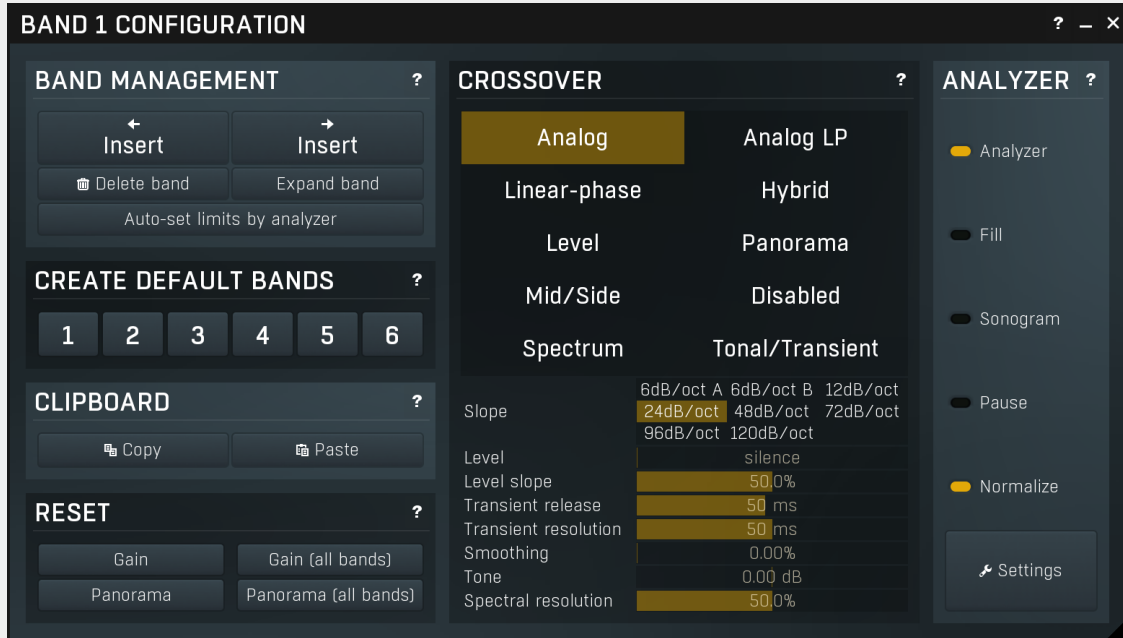 BAND 1 CONFIGURATION ?
BAND MANAGEMENT ?
Insert Insert
Delete band Expand band
Auto-set limits by analyzer
CREATE DEFAULT BANDS ?
1 2 3 4 5 6
CLIPBOARD ?
Copy Paste
RESET ?
Gain Gain (all bands)
Panorama Panorama (all bands)
CROSSOVER ?
Analog Analog LP
Linear-phase Hybrid
Level Panorama
Mid/Side Disabled
Spectrum Tonal/Transient
6dB/oct A 6dB/oct B 12dB/oct
Slope 24dB/oct 48dB/oct 72dB/oct
96dB/oct 120dB/oct
Level silence
Level slope 50.0%
Transient release 50 ms
Transient resolution 50 ms
Smoothing 0.00%
Tone 0.00 dB
Spectral resolution 50.0%
ANALYZER ?
Analyzer
Fill
Sonogram
Pause
Normalize
Settings